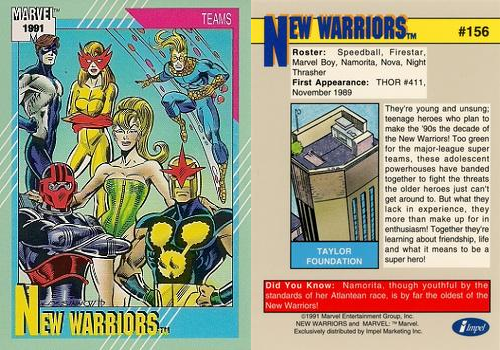 MARVEL™
1991
TEAMS
NEW WARRIORS™
NEW WARRIORS™
#156
Roster: Speedball, Firestar,
Marvel Boy, Namorita, Nova, Night
Thrasher
First Appearance: THOR #411,
November 1989
They're young and unsung;
teenage heroes who plan to
make the '90s the decade of
the New Warriors! Too green
for the major-league super
teams, these adolescent
powerhouses have banded
together to fight the threats
the older heroes just can't
get around to. But what they
lack in experience, they
more than make up for in
enthusiasm! Together they're
learning about friendship, life
and what it means to be a
super hero!
TAYLOR
FOUNDATION
Did You Know: Namorita, though youthful by the
standards of her Atlantean race, is by far the oldest of the
New Warriors!
©1991 Marvel Entertainment Group, Inc.
NEW WARRIORS and MARVEL: ™ Marvel.
Exclusively distributed by Impel Marketing Inc.
Impel